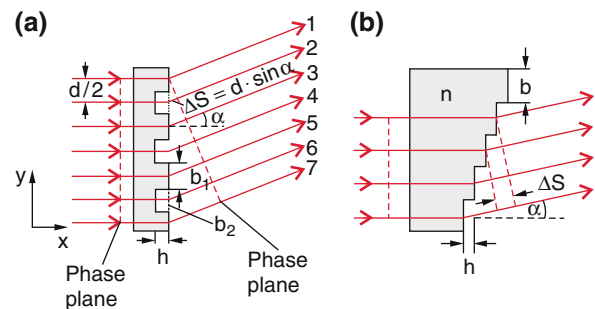 (a)
1
2
3
4
5
6
7
d/2
ΔS = d · sinα
α
y
x
b₁
b₂
h
Phase
plane
Phase
plane
(b)
n
b
ΔS
α
h